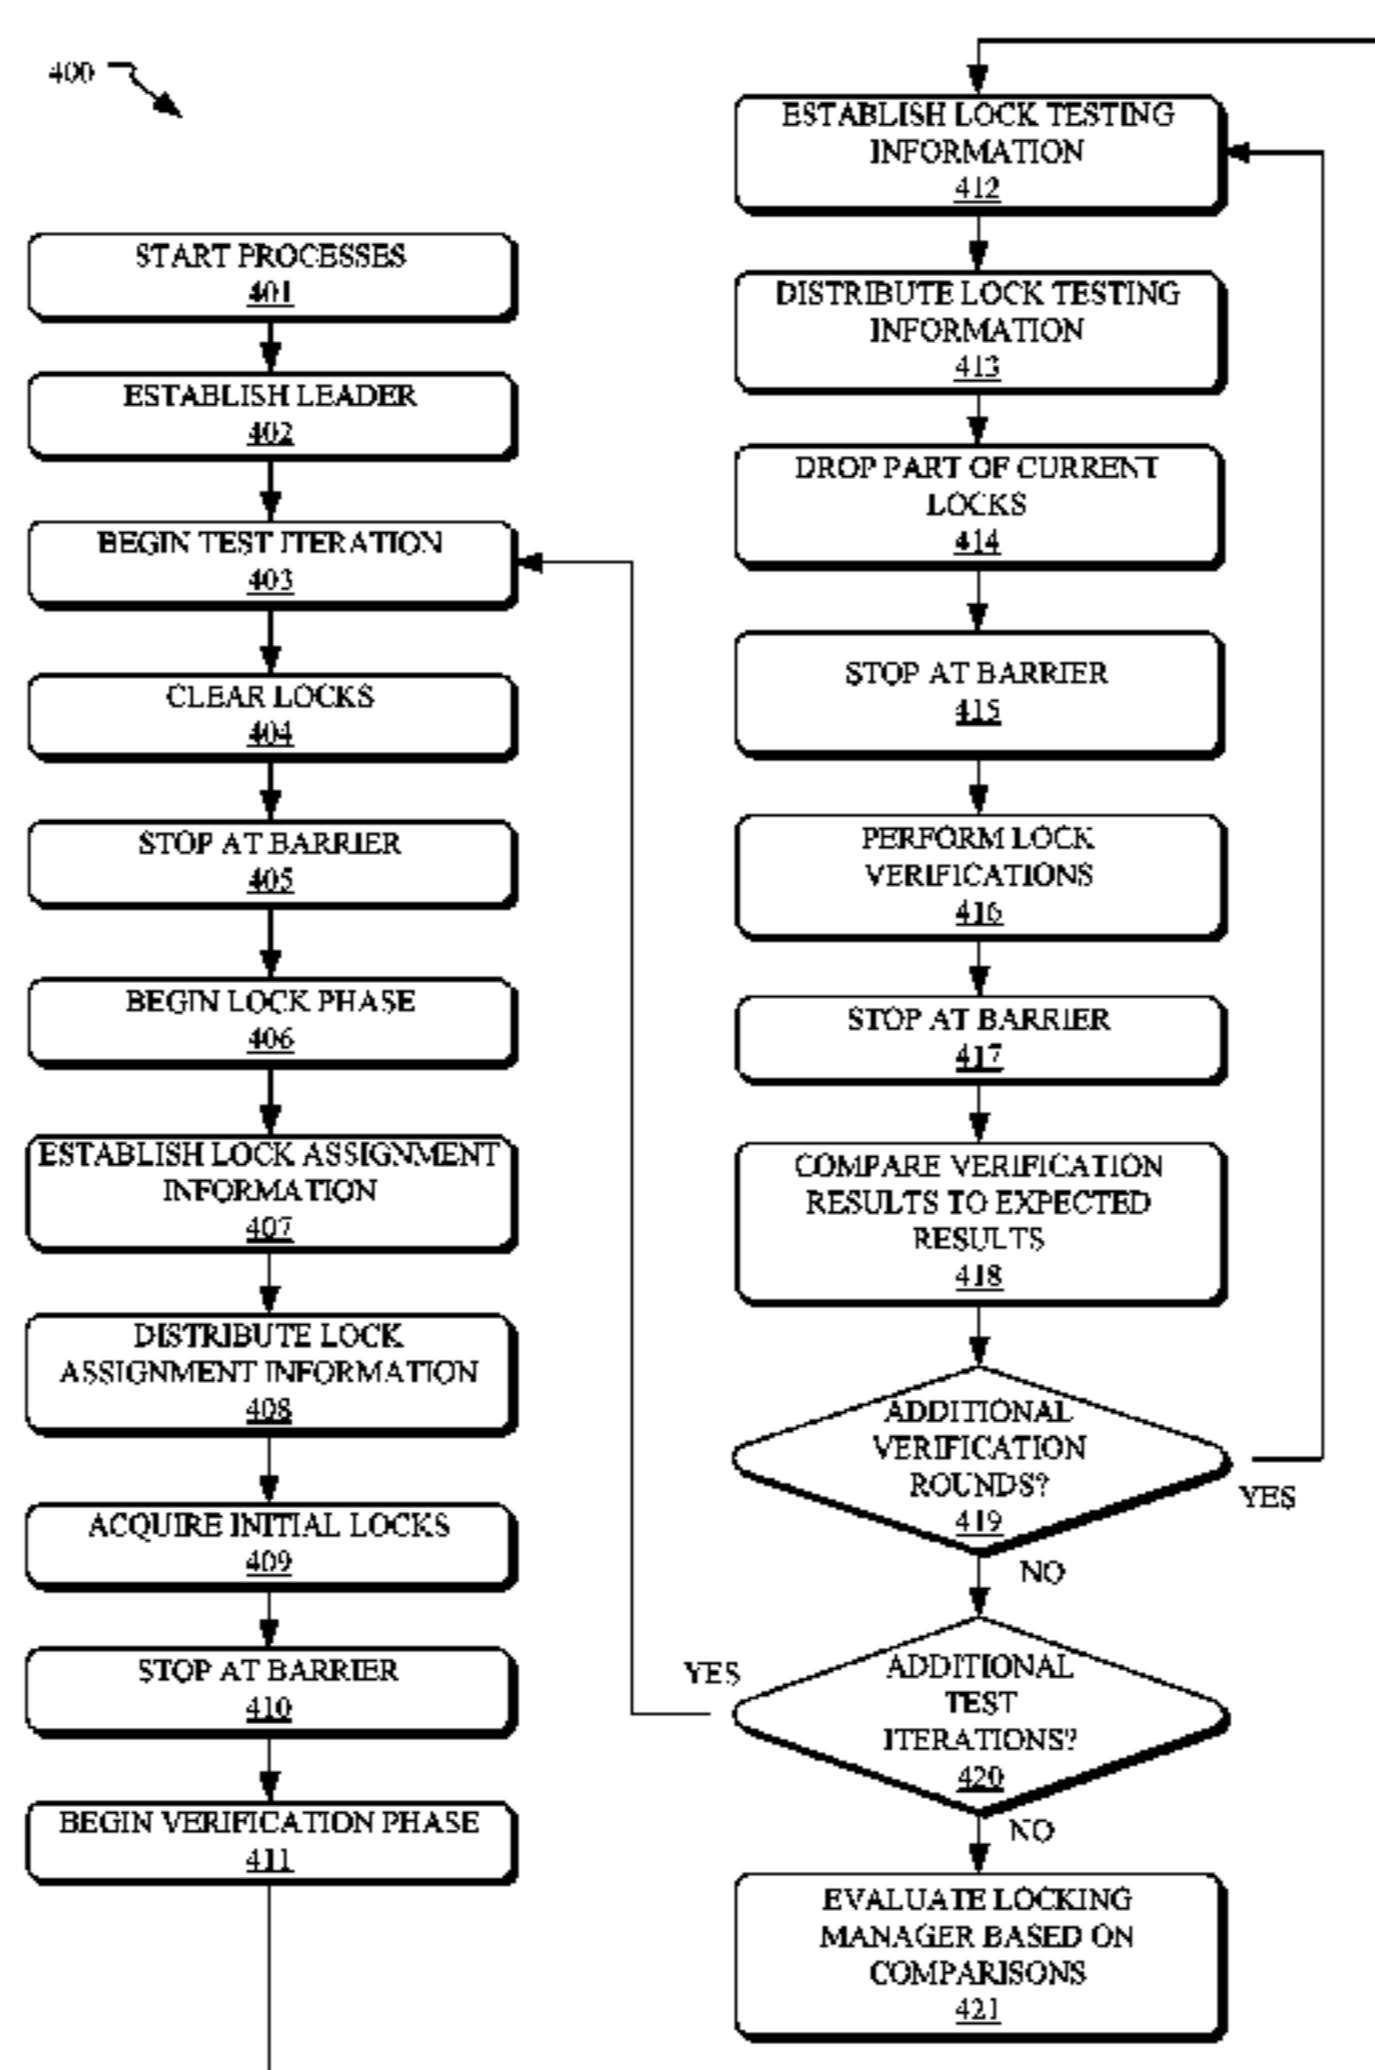 400
START PROCESSES
401
ESTABLISH LEADER
402
BEGIN TEST ITERATION
403
CLEAR LOCKS
404
STOP AT BARRIER
405
BEGIN LOCK PHASE
406
ESTABLISH LOCK ASSIGNMENT
INFORMATION
407
DISTRIBUTE LOCK
ASSIGNMENT INFORMATION
408
ACQUIRE INITIAL LOCKS
409
STOP AT BARRIER
410
BEGIN VERIFICATION PHASE
411
ESTABLISH LOCK TESTING
INFORMATION
412
DISTRIBUTE LOCK TESTING
INFORMATION
413
DROP PART OF CURRENT
LOCKS
414
STOP AT BARRIER
415
PERFORM LOCK
VERIFICATIONS
416
STOP AT BARRIER
417
COMPARE VERIFICATION
RESULTS TO EXPECTED
RESULTS
418
ADDITIONAL
VERIFICATION
ROUNDS?
419
YES
NO
ADDITIONAL
TEST
ITERATIONS?
420
YES
NO
EVALUATE LOCKING
MANAGER BASED ON
COMPARISONS
421